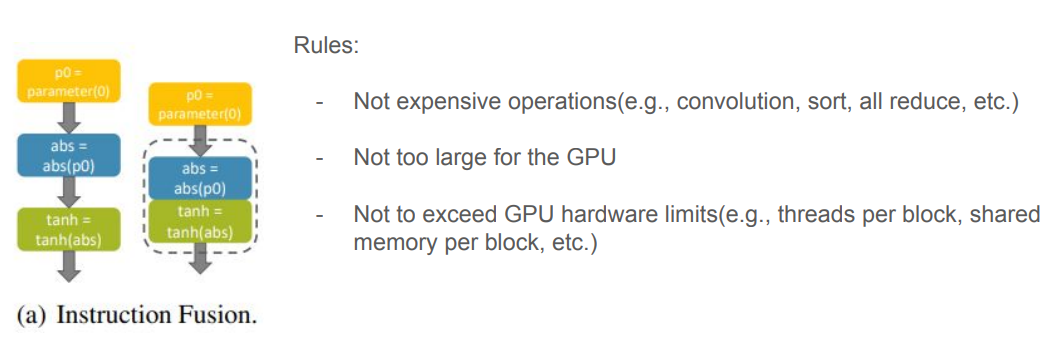 Rules:
p0 =
parameter(0)
abs =
abs(p0)
tanh =
tanh(abs)
p0 =
parameter(0)
abs =
abs(p0)
tanh =
tanh(abs)
(a) Instruction Fusion.
- Not expensive operations(e.g., convolution, sort, all reduce, etc.)
- Not too large for the GPU
- Not to exceed GPU hardware limits(e.g., threads per block, shared
memory per block, etc.)